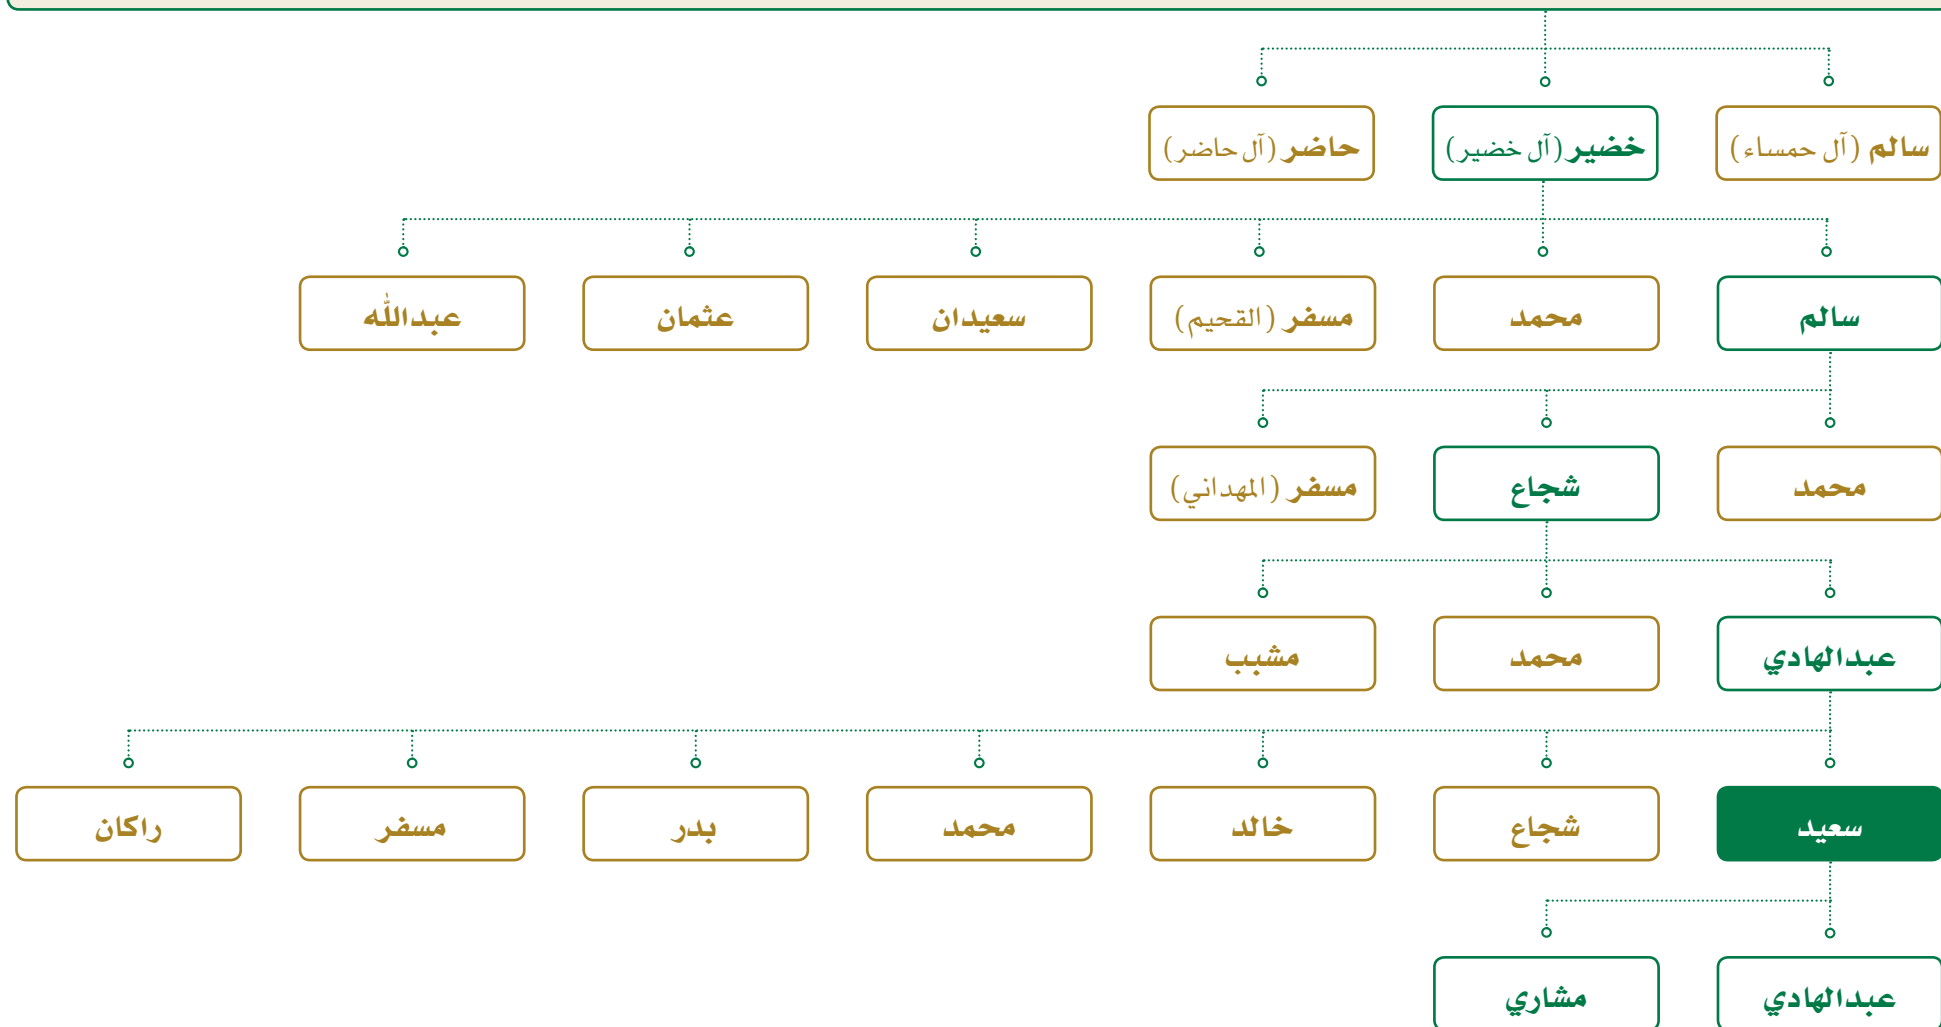 سالم (آل حمساء)
خضير (آل خضير)
حاضر (آل حاضر)
سالم
محمد
مسفر (القحيم)
سعيدان
عثمان
عبدالله
محمد
شجاع
مسفر (المهداني)
عبدالهادي
محمد
مشبب
سعيد
شجاع
خالد
محمد
بدر
مسفر
راكان
عبدالهادي
مشاري